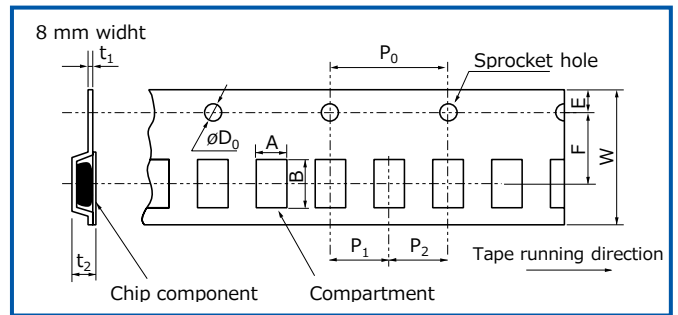 8 mm widht
t1
P0
Sprocket hole
E
øD0
A
F
W
B
P1
P2
t2
Tape running direction
Chip component
Compartment